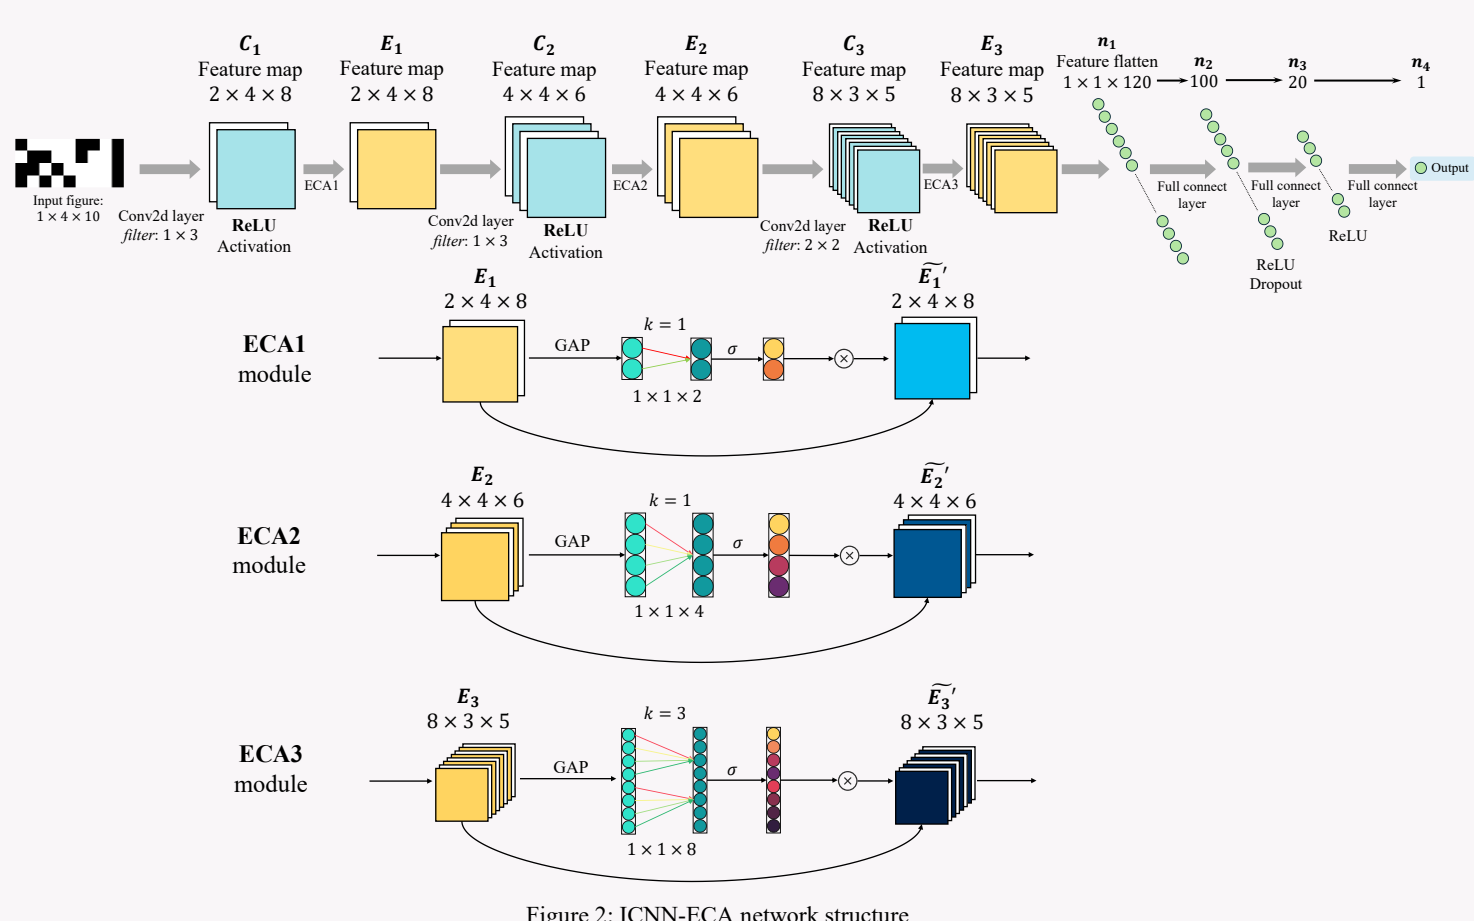 C₁
Feature map
2 × 4 × 8
E₁
Feature map
2 × 4 × 8
C₂
Feature map
4 × 4 × 6
E₂
Feature map
4 × 4 × 6
C₃
Feature map
8 × 3 × 5
E₃
Feature map
8 × 3 × 5
n₁
Feature flatten
1 × 1 × 120
n₂
100
n₃
20
n₄
1
Input figure:
1 × 4 × 10
Conv2d layer
filter: 1 × 3
ReLU
Activation
ECA1
Conv2d layer
filter: 1 × 3
ReLU
Activation
ECA2
Conv2d layer
filter: 2 × 2
ReLU
Activation
ECA3
Full connect
layer
ReLU
Dropout
Full connect
layer
ReLU
Full connect
layer
Output
ECA1
module
E₁
2 × 4 × 8
GAP
k = 1
1 × 1 × 2
σ
×
Ẽ₁′
2 × 4 × 8
ECA2
module
E₂
4 × 4 × 6
GAP
k = 1
1 × 1 × 4
σ
×
Ẽ₂′
4 × 4 × 6
ECA3
module
E₃
8 × 3 × 5
GAP
k = 3
1 × 1 × 8
σ
×
Ẽ₃′
8 × 3 × 5
Figure 2: ICNN-ECA network structure